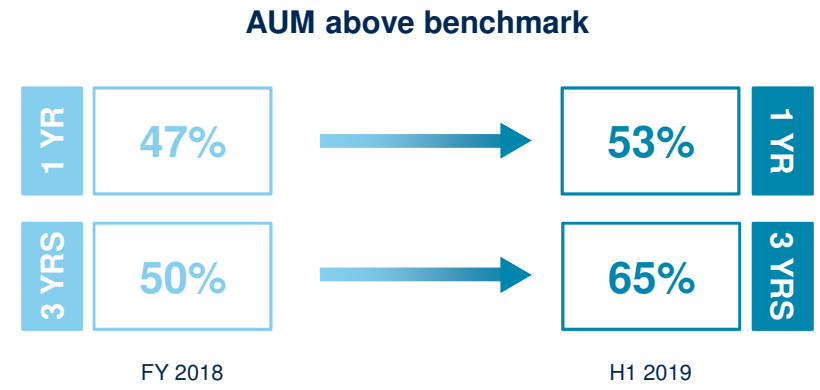 AUM above benchmark
1 YR
47%
53%
1 YR
3 YRS
50%
65%
3 YRS
FY 2018
H1 2019